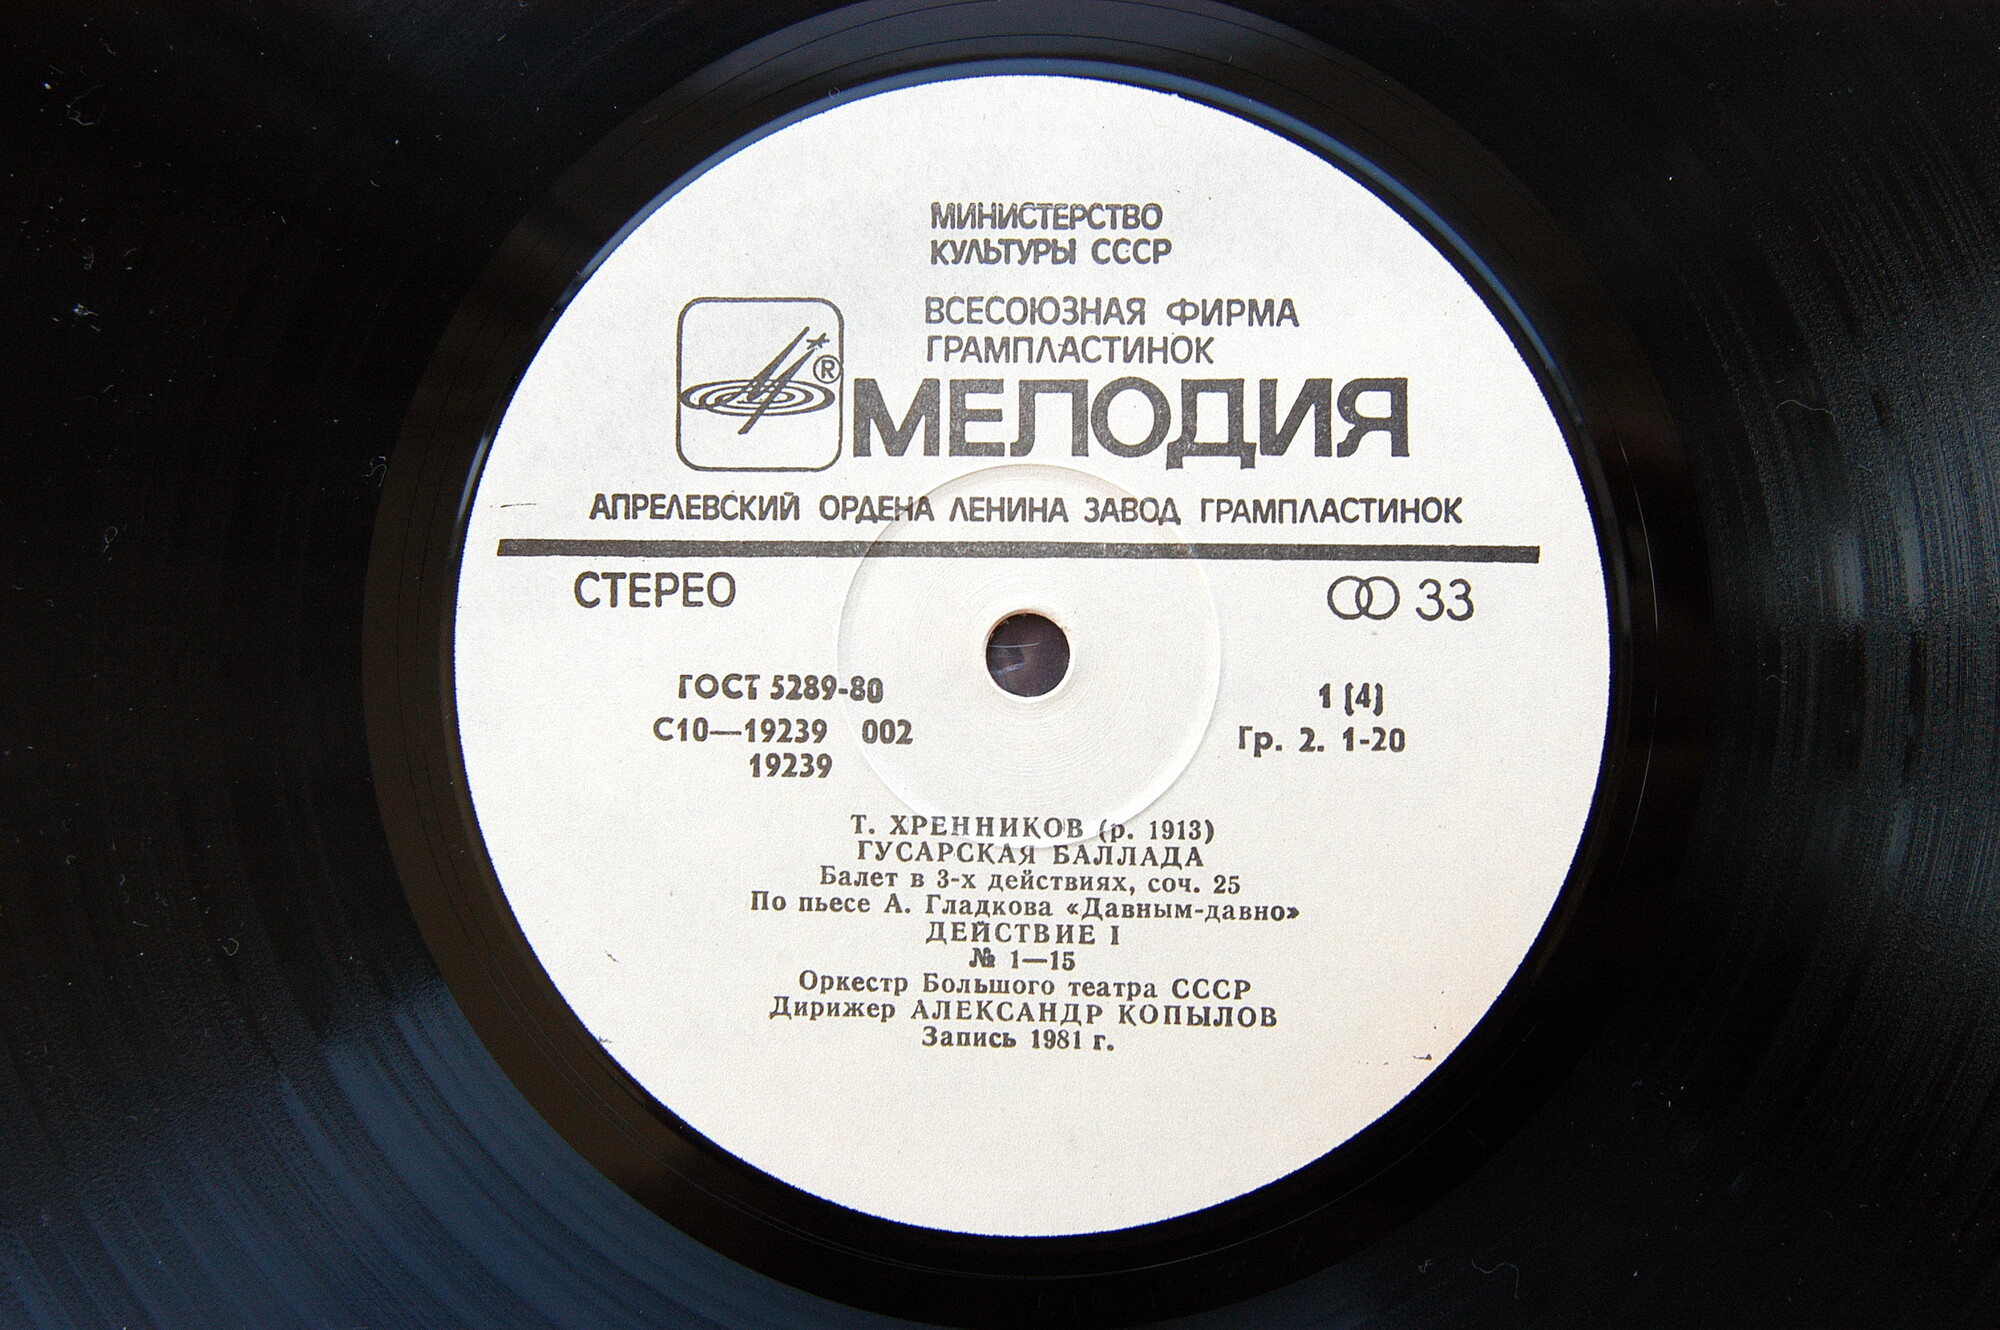 МИНИСТЕРСТВО
КУЛЬТУРЫ СССР
ВСЕСОЮЗНАЯ ФИРМА
ГРАМПЛАСТИНОК
®
МЕЛОДИЯ
АПРЕЛЕВСКИЙ ОРДЕНА ЛЕНИНА ЗАВОД ГРАМПЛАСТИНОК
СТЕРЕО
33
ГОСТ 5289-80
1 (4)
С10—19239 002
Гр. 2. 1-20
19239
Т. ХРЕННИКОВ (р. 1913)
ГУСАРСКАЯ БАЛЛАДА
Балет в 3-х действиях, соч. 25
По пьесе А. Гладкова «Давным-давно»
ДЕЙСТВИЕ I
№ 1—15
Оркестр Большого театра СССР
Дирижер АЛЕКСАНДР КОПЫЛОВ
Запись 1981 г.